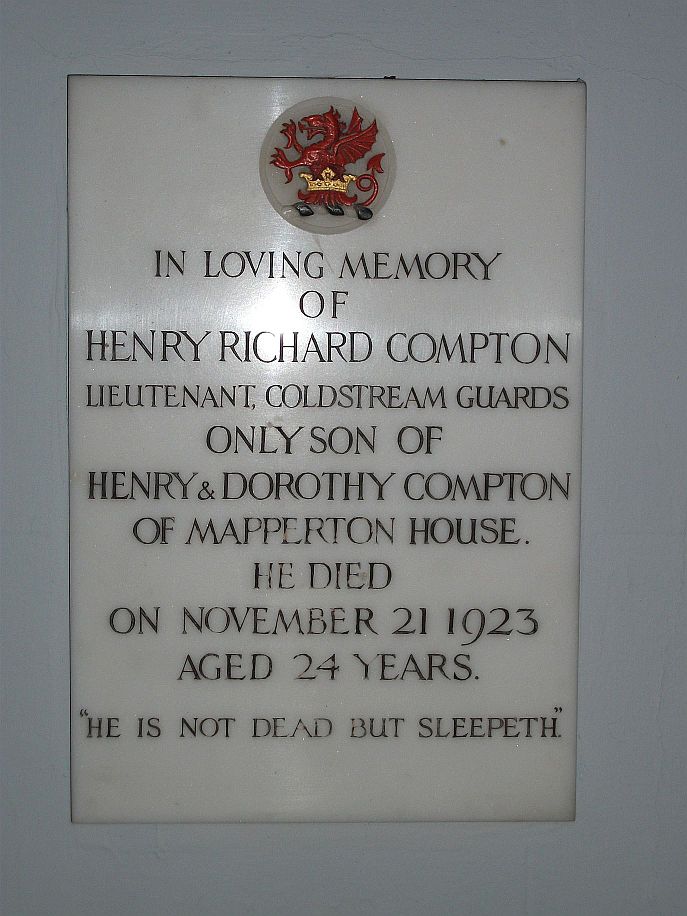 IN LOVING MEMORY
OF
HENRY RICHARD COMPTON
LIEUTENANT, COLDSTREAM GUARDS
ONLY SON OF
HENRY & DOROTHY COMPTON
OF MAPPERTON HOUSE.
HE DIED
ON NOVEMBER 21 1923
AGED 24 YEARS.
"HE IS NOT DEAD BUT SLEEPETH."